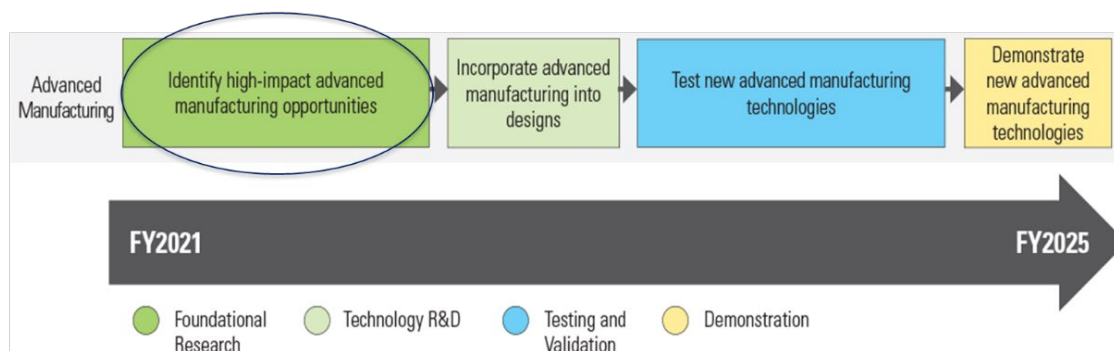 Advanced
Manufacturing
Identify high-impact advanced
manufacturing opportunities
Incorporate advanced
manufacturing into
designs
Test new advanced manufacturing
technologies
Demonstrate
new advanced
manufacturing
technologies
FY2021
FY2025
Foundational
Research
Technology R&D
Testing and
Validation
Demonstration